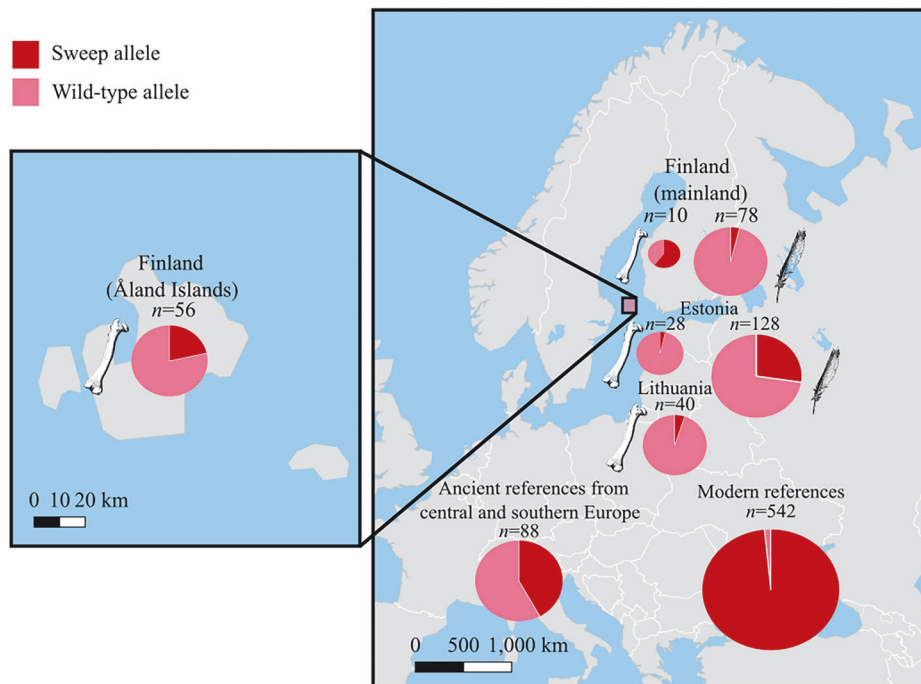 Sweep allele
Wild-type allele
Finland
(Åland Islands)
n=56
0 10 20 km
Finland
(mainland)
n=10
n=78
Estonia
n=28
n=128
Lithuania
n=40
Ancient references from
central and southern Europe
n=88
Modern references
n=542
0 500 1,000 km